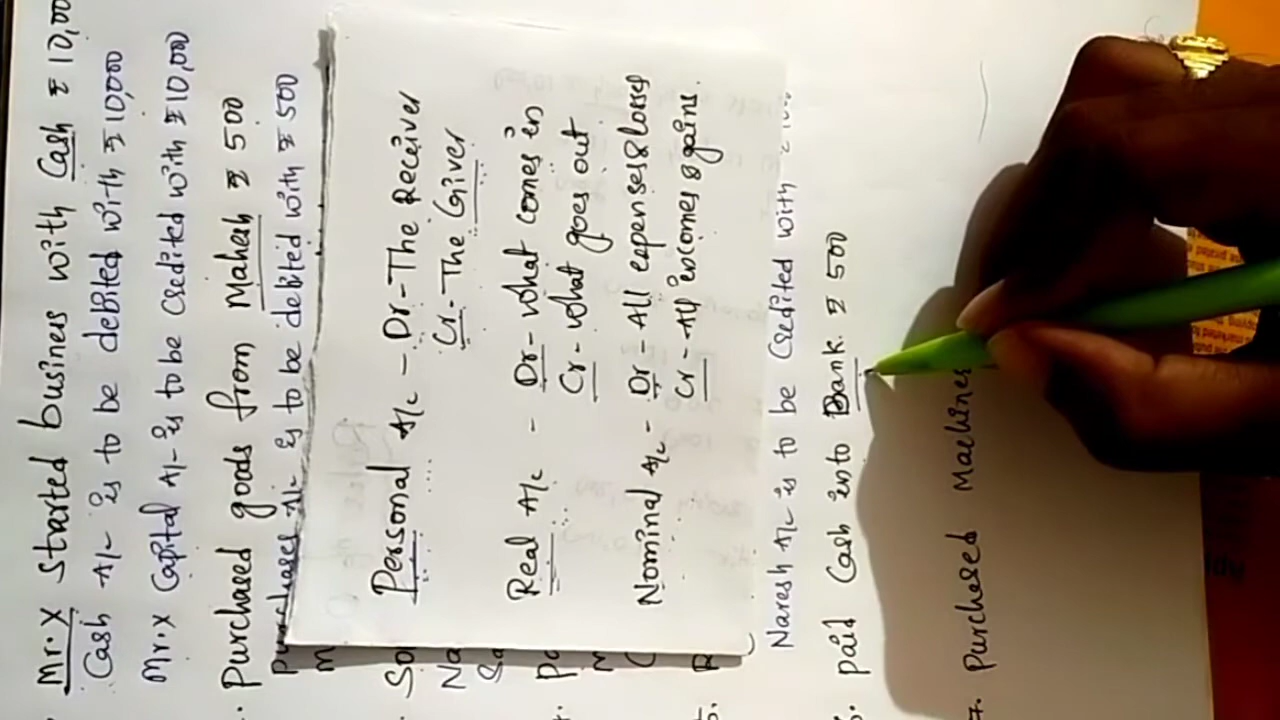 Mr. X Started business with Cash ₹ 10,00
Cash A/c is to be debited with ₹ 10,000
Mr. X Capital A/c is to be Credited with ₹ 10,000
Purchased goods from Mahesh ₹ 500
Purchases A/c is to be debited with ₹ 500
Personal A/c - Dr - The Receiver
Cr - The Giver
Real A/c - Dr - what comes in
Cr - what goes out
Nominal A/c - Dr - All expenses & losses
Cr - All incomes & gains.
Naresh A/c is to be Credited with
paid Cash into Bank. ₹ 500
7. Purchased Machinery